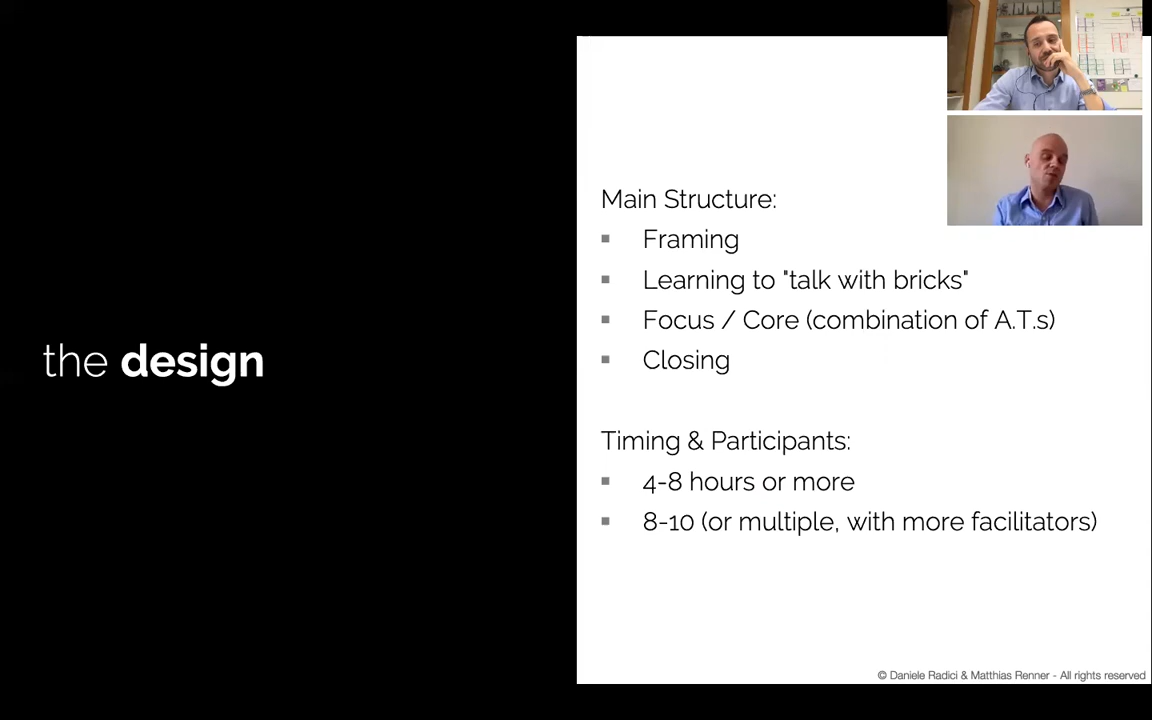 the design
Main Structure:
▪ Framing
▪ Learning to "talk with bricks"
▪ Focus / Core (combination of A.T.s)
▪ Closing
Timing & Participants:
▪ 4-8 hours or more
▪ 8-10 (or multiple, with more facilitators)
© Daniele Radici & Matthias Renner - All rights reserved